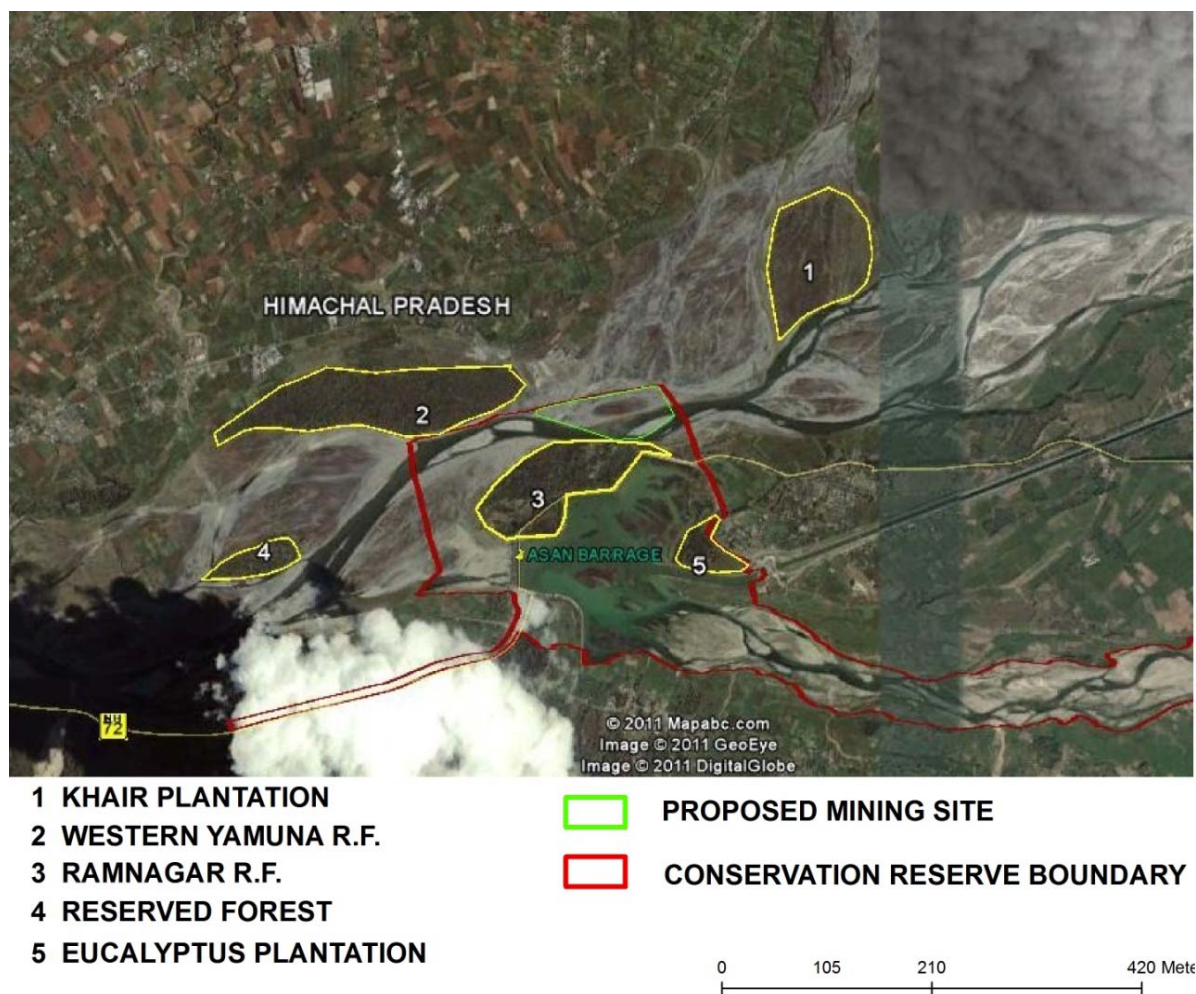 HIMACHAL PRADESH
1
2
3
4
ASAN BARRAGE
5
NH
72
© 2011 Mapabc.com
Image © 2011 GeoEye
Image © 2011 DigitalGlobe
1 KHAIR PLANTATION
2 WESTERN YAMUNA R.F.
3 RAMNAGAR R.F.
4 RESERVED FOREST
5 EUCALYPTUS PLANTATION
PROPOSED MINING SITE
CONSERVATION RESERVE BOUNDARY
0 105 210 420 Mete